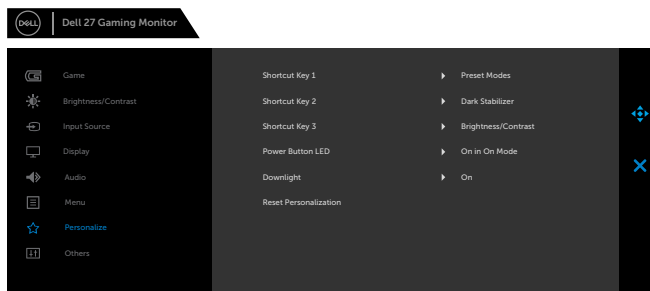 DELL
Dell 27 Gaming Monitor
Game
Brightness/Contrast
Input Source
Display
Audio
Menu
Personalize
Others
Shortcut Key 1 Preset Modes
Shortcut Key 2 Dark Stabilizer
Shortcut Key 3 Brightness/Contrast
Power Button LED On in On Mode
Downlight On
Reset Personalization